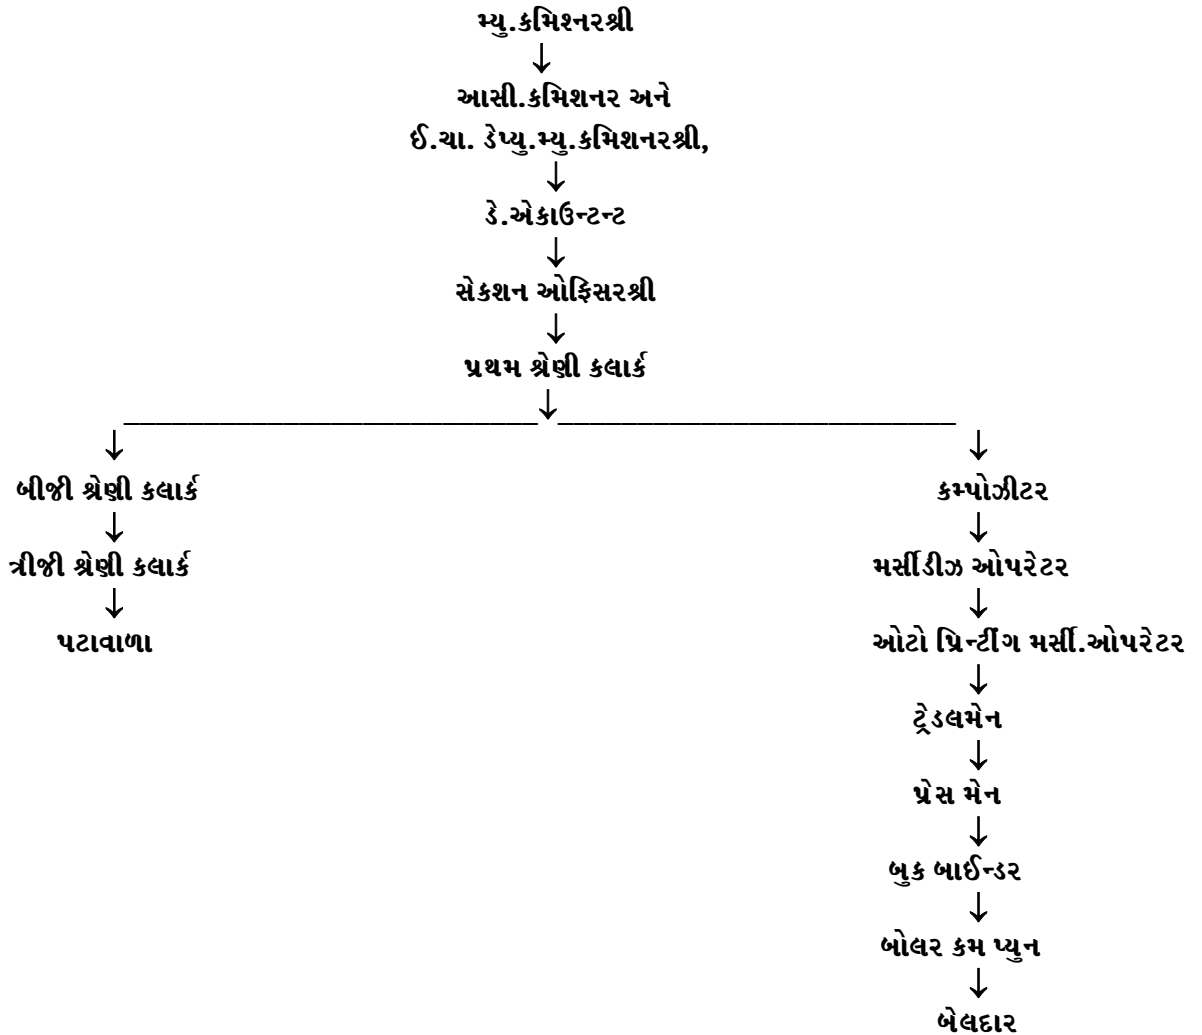 મ્યુ.કમિશ્નરશ્રી
આસી.કમિશનર અને
ઈ.ચા. ડેપ્યુ.મ્યુ.કમિશનરશ્રી,
ડે.એકાઉન્ટન્ટ
સેકશન ઓફિસરશ્રી
પ્રથમ શ્રેણી કલાર્ક
બીજી શ્રેણી કલાર્ક
ત્રીજી શ્રેણી કલાર્ક
પટાવાળા
કમ્પોઝીટર
મર્સીડીઝ ઓપરેટર
ઓટો પ્રિન્ટીંગ મર્સી.ઓપરેટર
ટ્રેડલમેન
પ્રેસ મેન
બુક બાઈન્ડર
બોલર કમ પ્યુન
બેલદાર